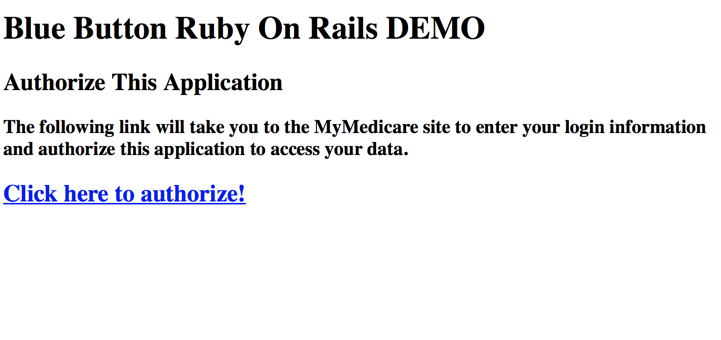 Blue Button Ruby On Rails DEMO
Authorize This Application
The following link will take you to the MyMedicare site to enter your login information
and authorize this application to access your data.
Click here to authorize!